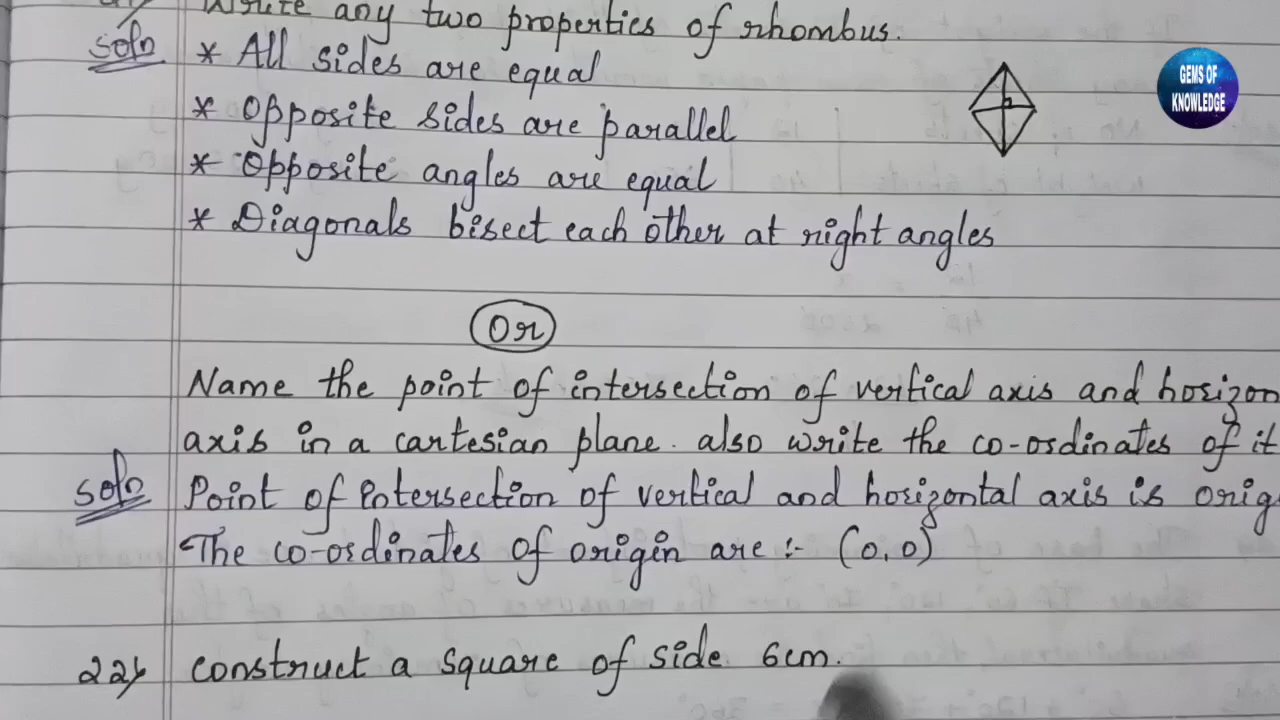 Write any two properties of rhombus.
Soln * All sides are equal
* Opposite sides are parallel
* Opposite angles are equal
* Diagonals bisect each other at right angles
GEMS OF
KNOWLEDGE
Or
Name the point of intersection of vertical axis and horizon
axis in a cartesian plane. also write the co-ordinates of it
Soln Point of intersection of vertical and horizontal axis is orig
The co-ordinates of origin are :- (0,0)
22) Construct a square of side 6cm.